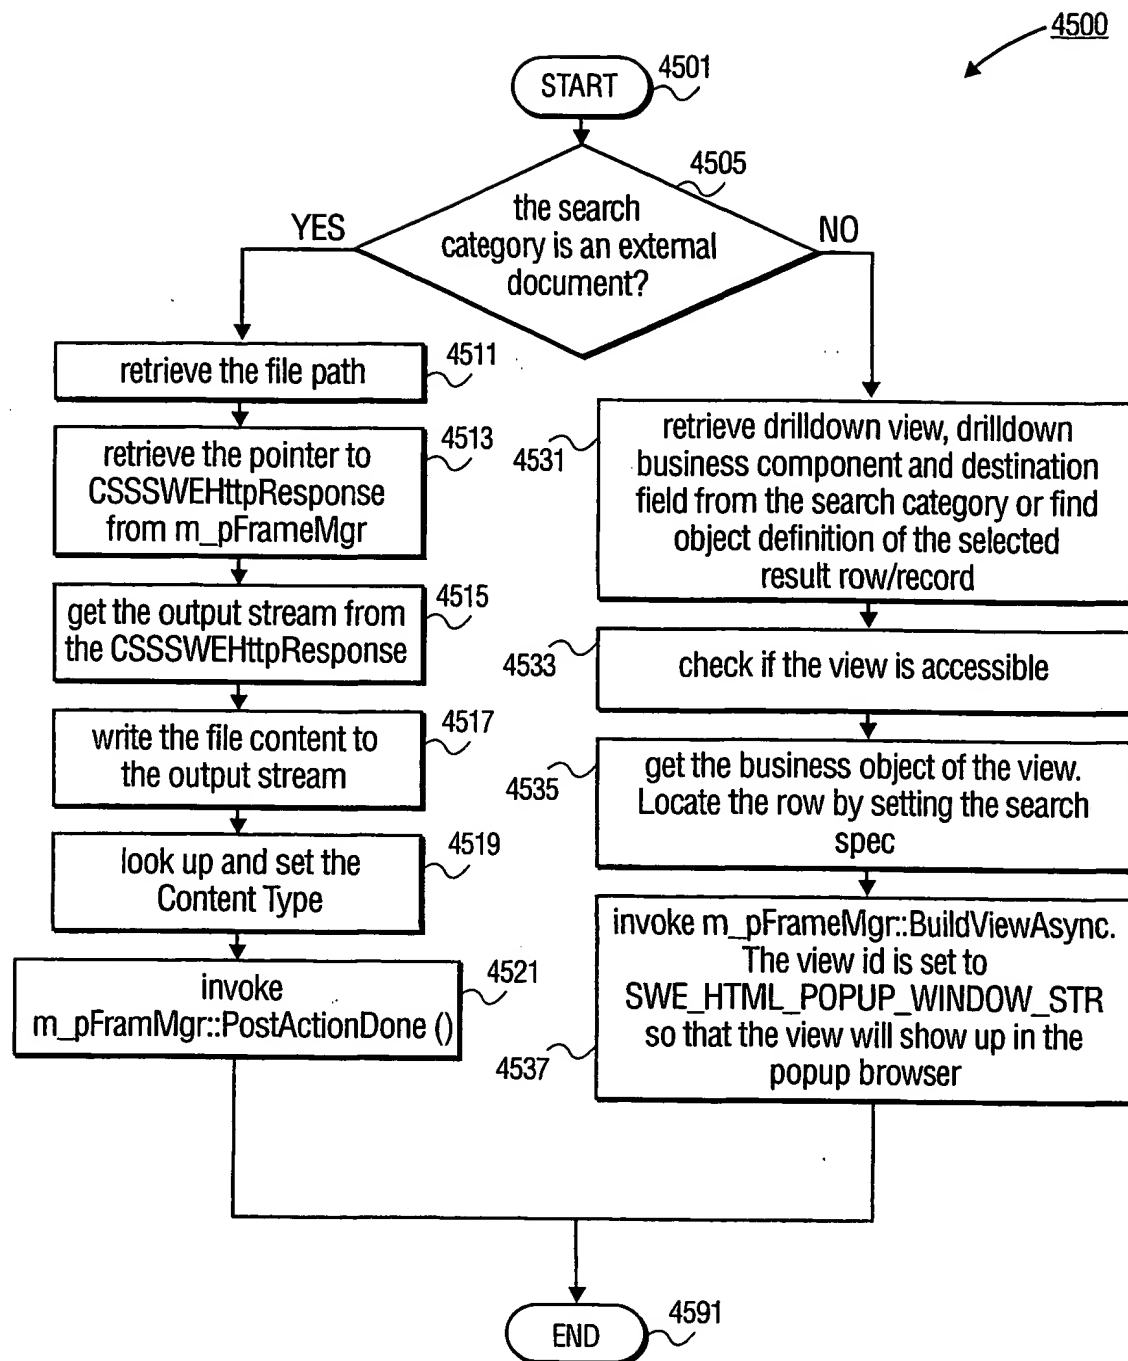 4500
START
4501
4505
the search
category is an external
document?
YES
NO
retrieve the file path
4511
retrieve the pointer to
CSSSWEHttpResponse
from m_pFrameMgr
4513
get the output stream from
the CSSSWEHttpResponse
4515
write the file content to
the output stream
4517
look up and set the
Content Type
4519
invoke
m_pFramMgr::PostActionDone ()
4521
4531
retrieve drilldown view, drilldown
business component and destination
field from the search category or find
object definition of the selected
result row/record
4533
check if the view is accessible
4535
get the business object of the view.
Locate the row by setting the search
spec
4537
invoke m_pFrameMgr::BuildViewAsync.
The view id is set to
SWE_HTML_POPUP_WINDOW_STR
so that the view will show up in the
popup browser
END
4591